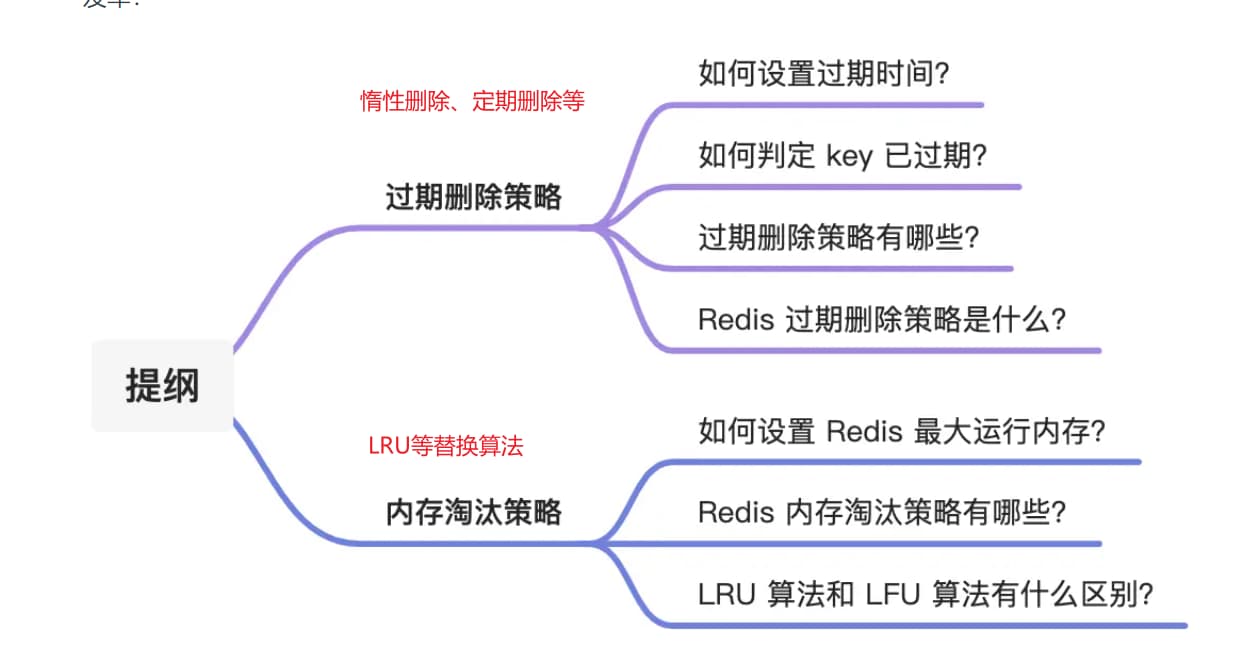 如何设置过期时间?
惰性删除、定期删除等
如何判定 key 已过期?
过期删除策略
过期删除策略有哪些?
Redis 过期删除策略是什么?
提纲
如何设置 Redis 最大运行内存?
LRU等替换算法
内存淘汰策略
Redis 内存淘汰策略有哪些?
LRU 算法和 LFU 算法有什么区别?